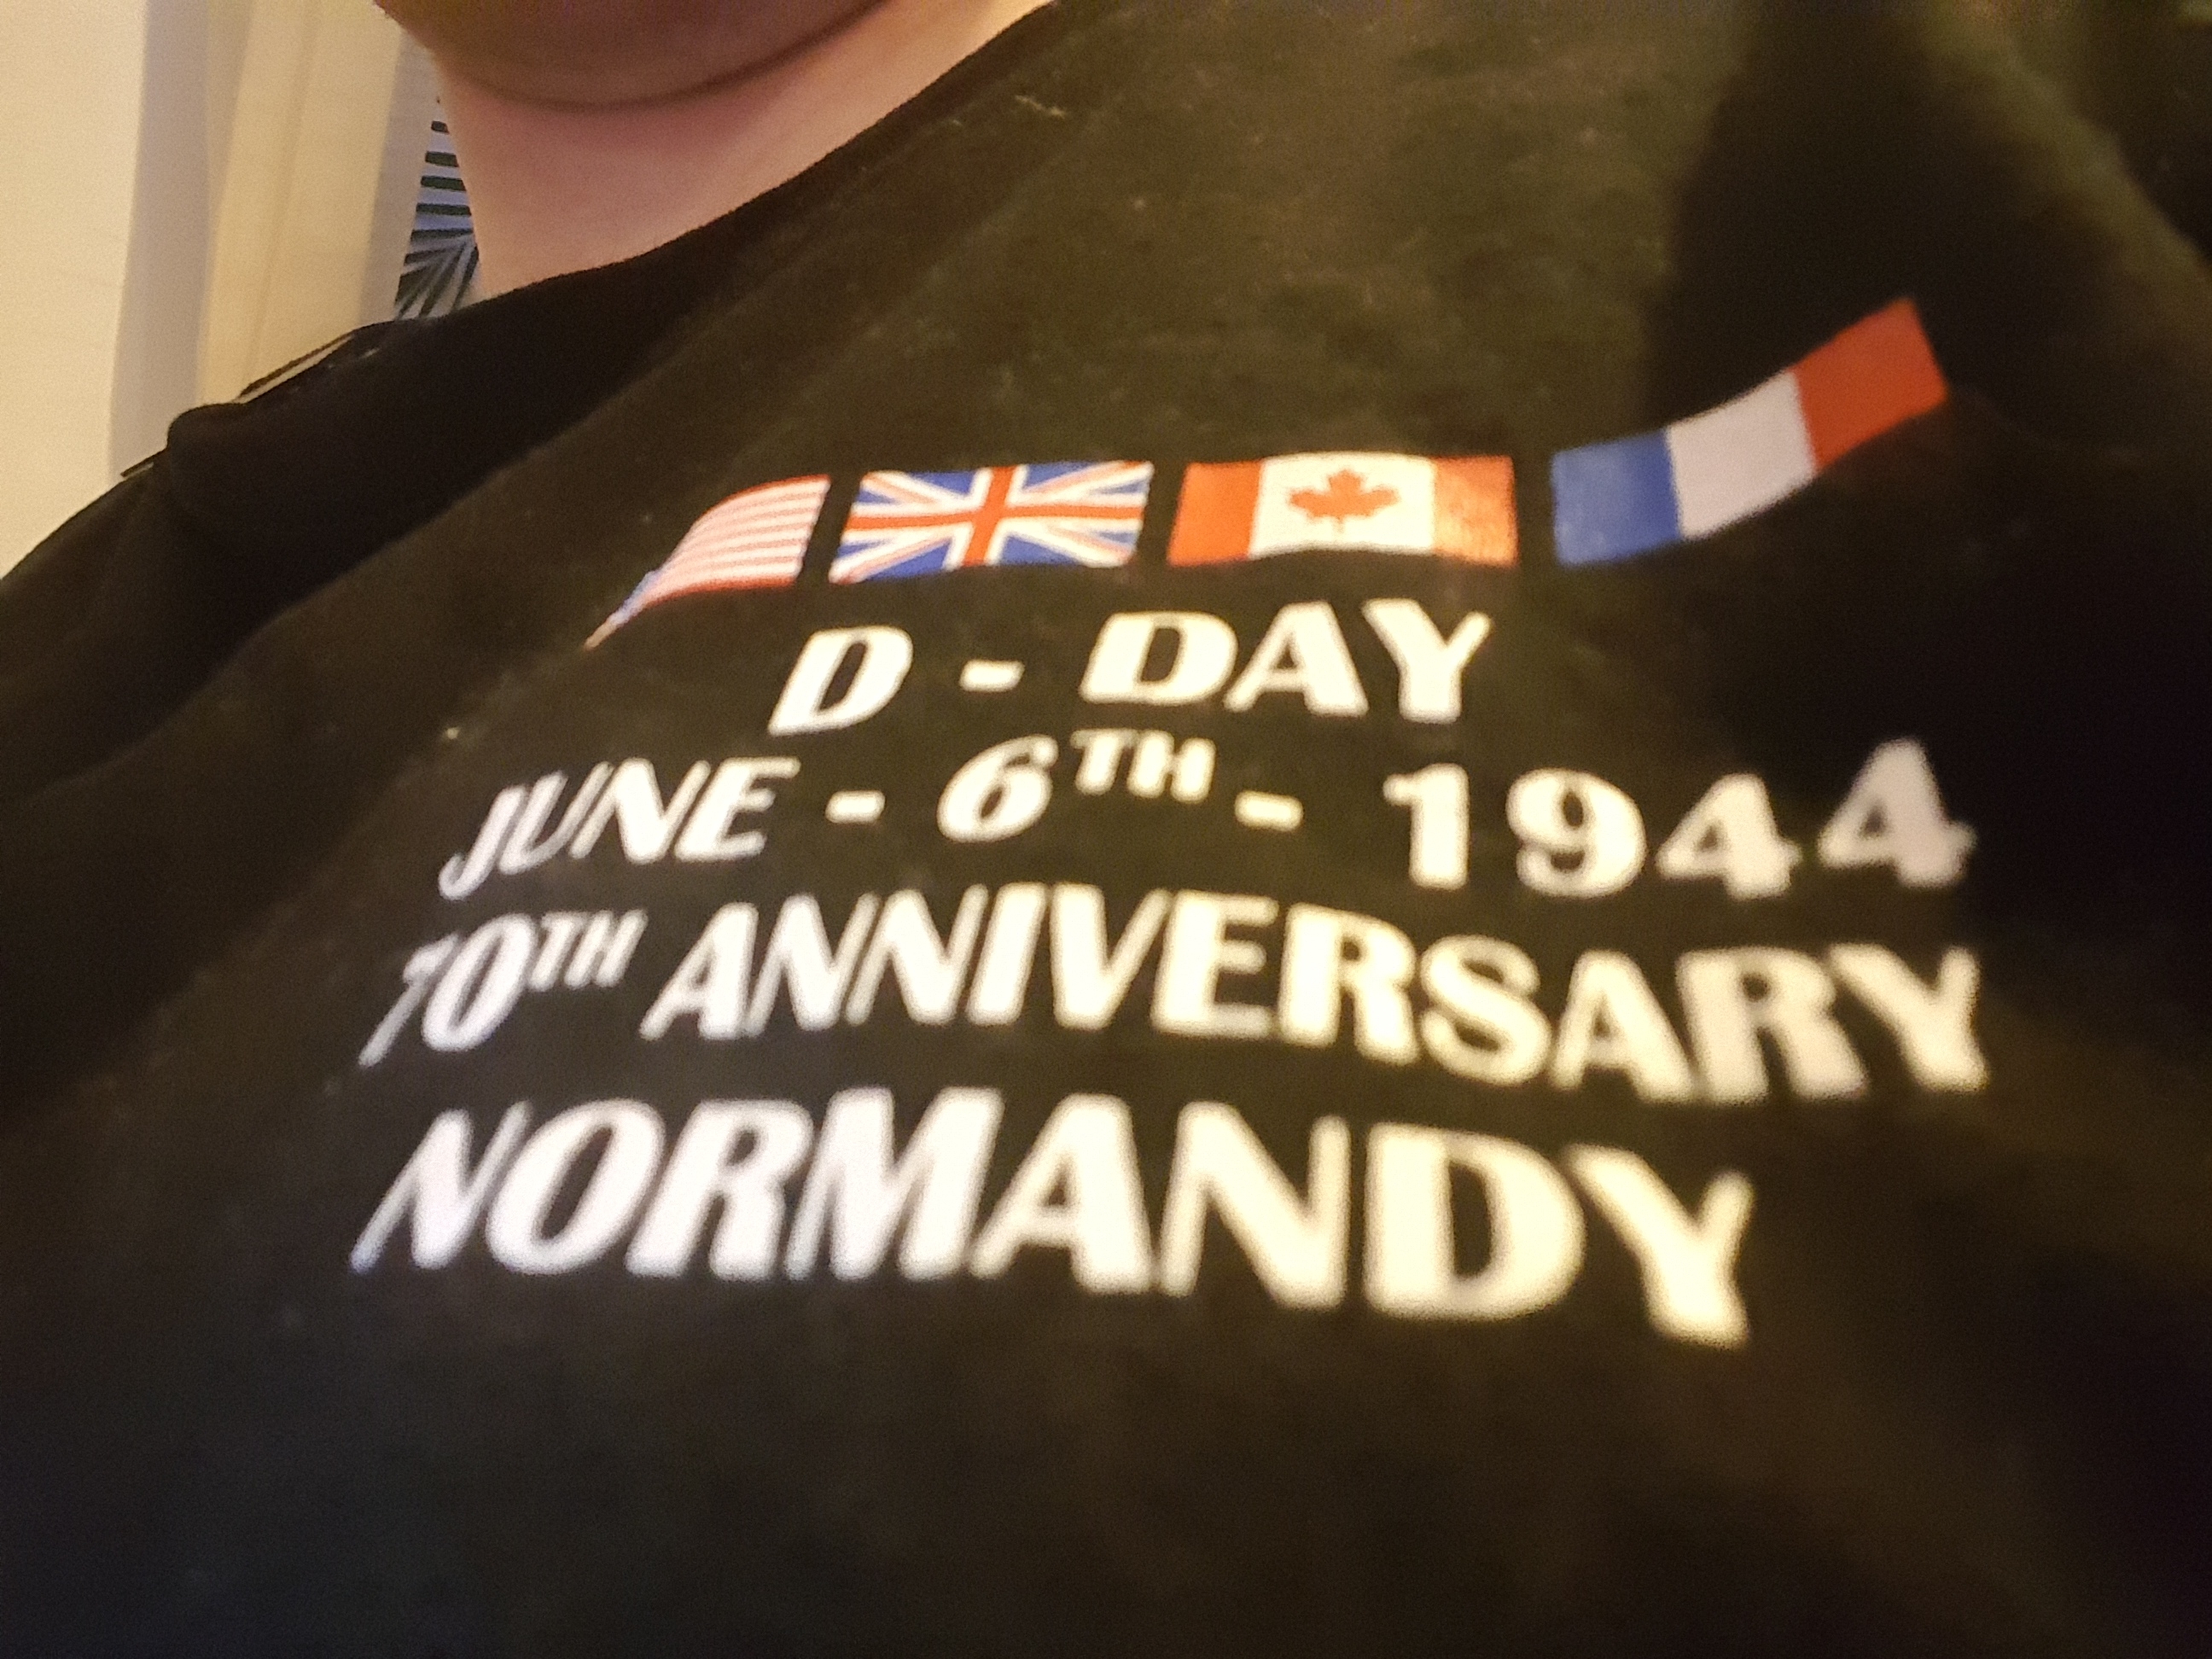 D - DAY
JUNE - 6TH - 1944
70TH ANNIVERSARY
NORMANDY